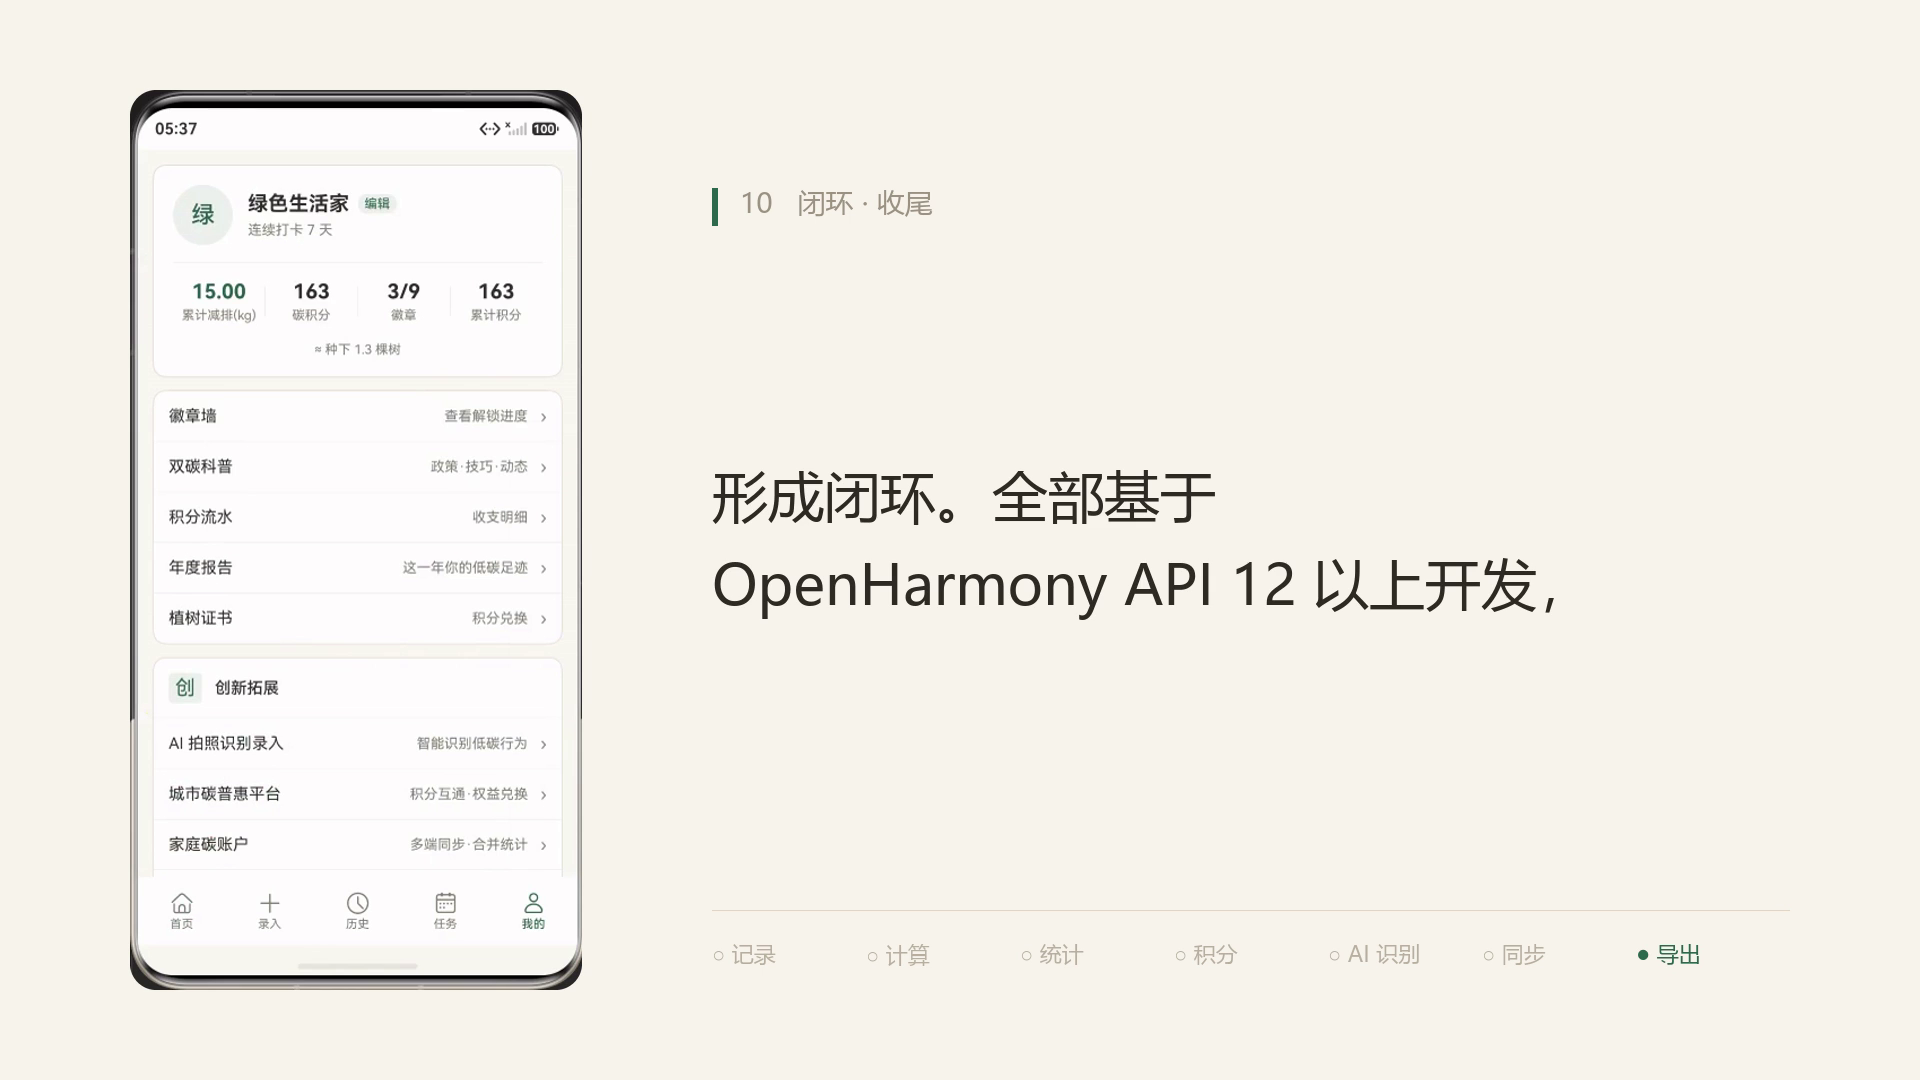 05:37
100
绿
绿色生活家 编辑
连续打卡 7 天
15.00 163 3/9 163
累计减排(kg) 碳积分 徽章 累计积分
≈ 种下 1.3 棵树
徽章墙 查看解锁进度 ›
双碳科普 政策·技巧·动态 ›
积分流水 收支明细 ›
年度报告 这一年你的低碳足迹 ›
植树证书 积分兑换 ›
创 创新拓展
AI 拍照识别录入 智能识别低碳行为 ›
城市碳普惠平台 积分互通·权益兑换 ›
家庭碳账户 多端同步·合并统计 ›
首页 录入 历史 任务 我的
10 闭环 · 收尾
形成闭环。全部基于
OpenHarmony API 12 以上开发，
○ 记录 ○ 计算 ○ 统计 ○ 积分 ○ AI 识别 ○ 同步 ● 导出